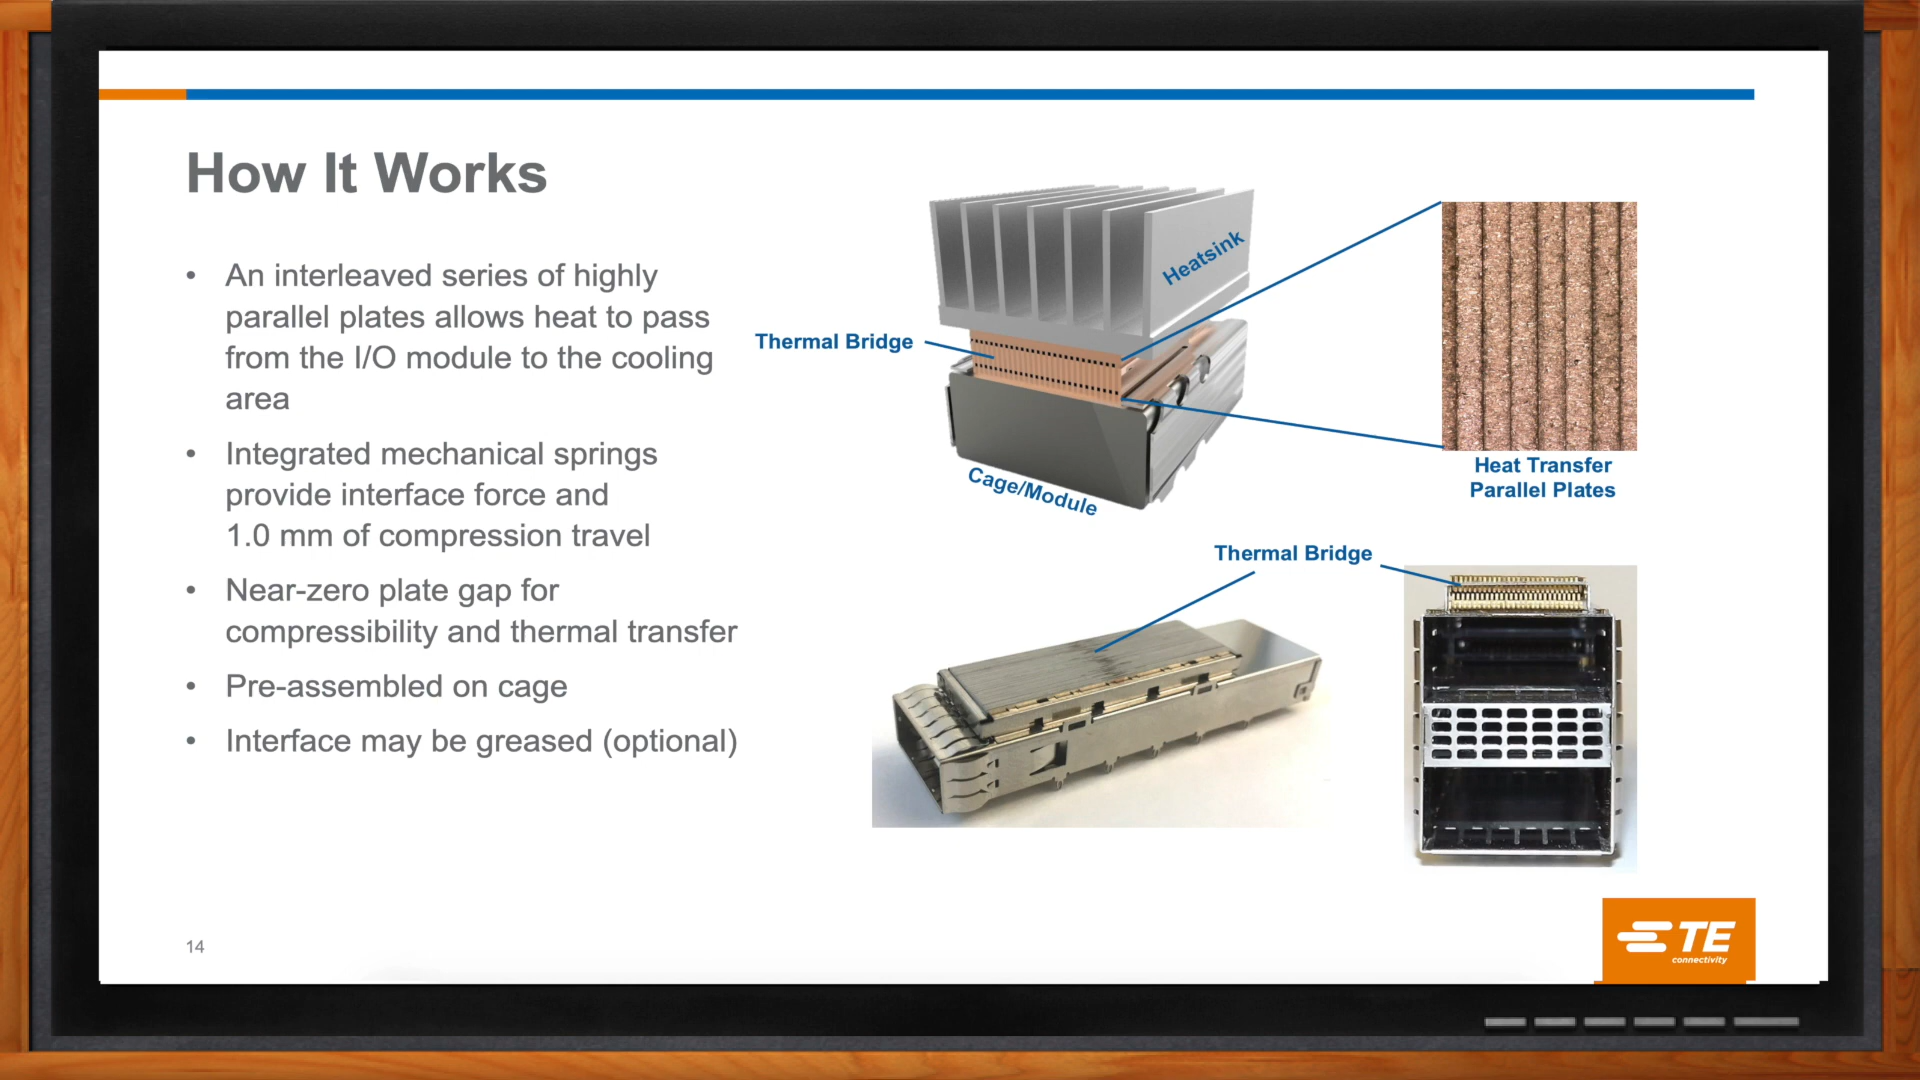 How It Works
• An interleaved series of highly
parallel plates allows heat to pass
from the I/O module to the cooling
area
• Integrated mechanical springs
provide interface force and
1.0 mm of compression travel
• Near-zero plate gap for
compressibility and thermal transfer
• Pre-assembled on cage
• Interface may be greased (optional)
Heatsink
Thermal Bridge
Cage/Module
Heat Transfer
Parallel Plates
Thermal Bridge
14
TE
connectivity